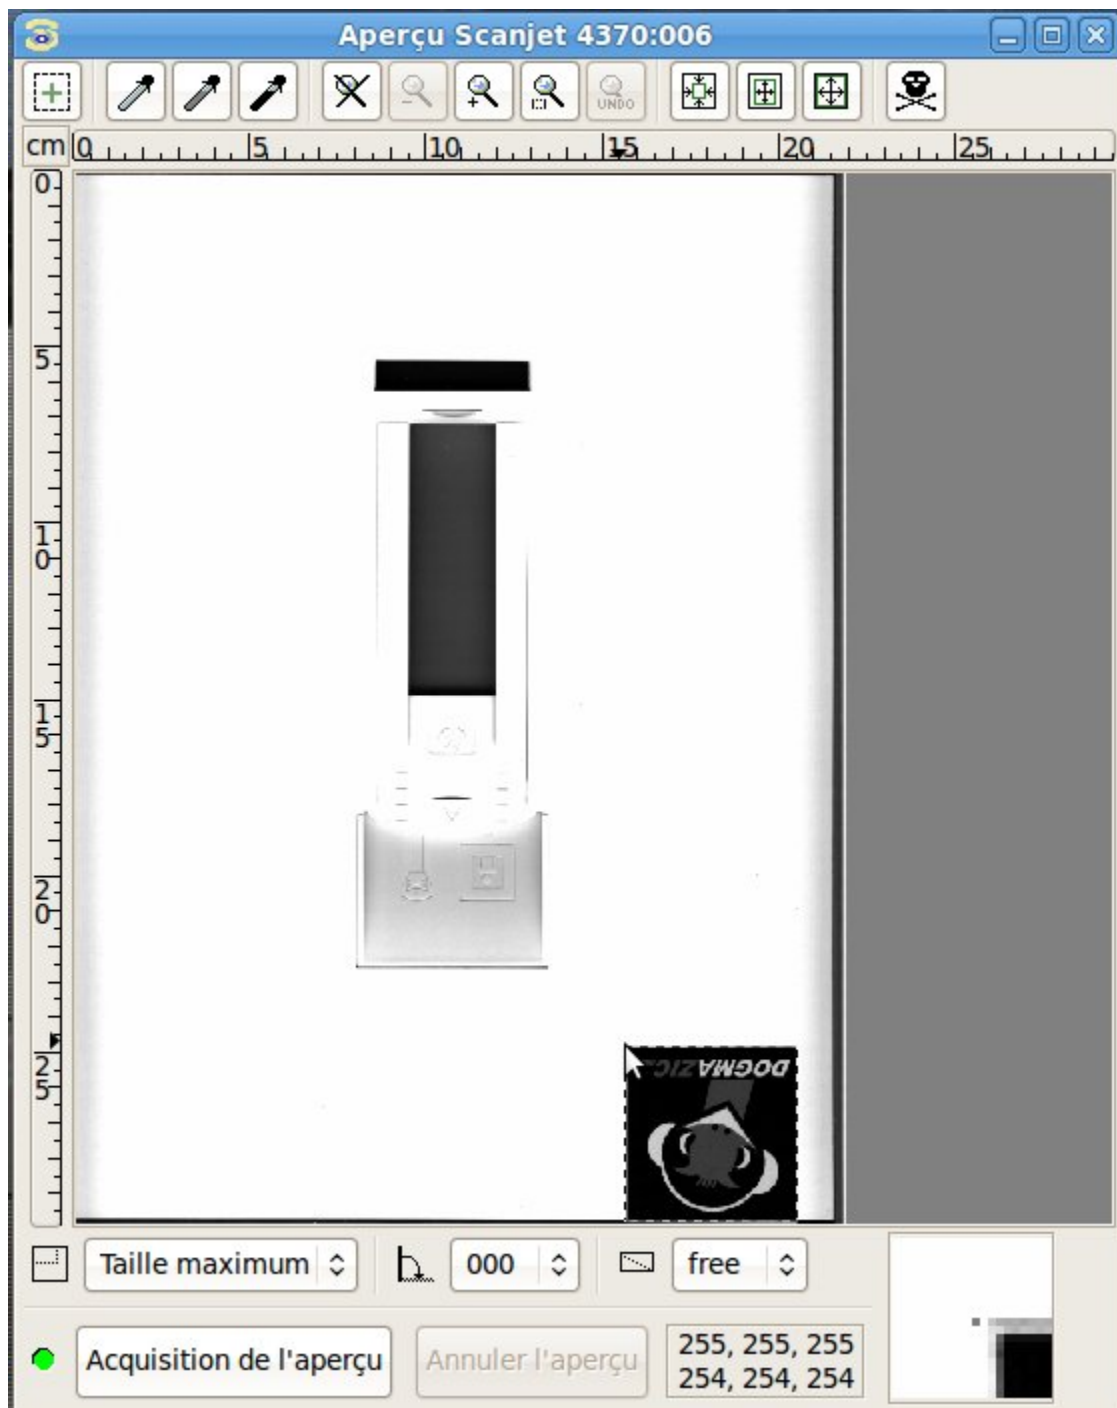 Aperçu Scanjet 4370:006
UNDO
cm 0 5 10 15 20 25
0
5
10
15
20
25
DOGMAZIC
Taille maximum 000 free
Acquisition de l'aperçu Annuler l'aperçu 255, 255, 255
254, 254, 254